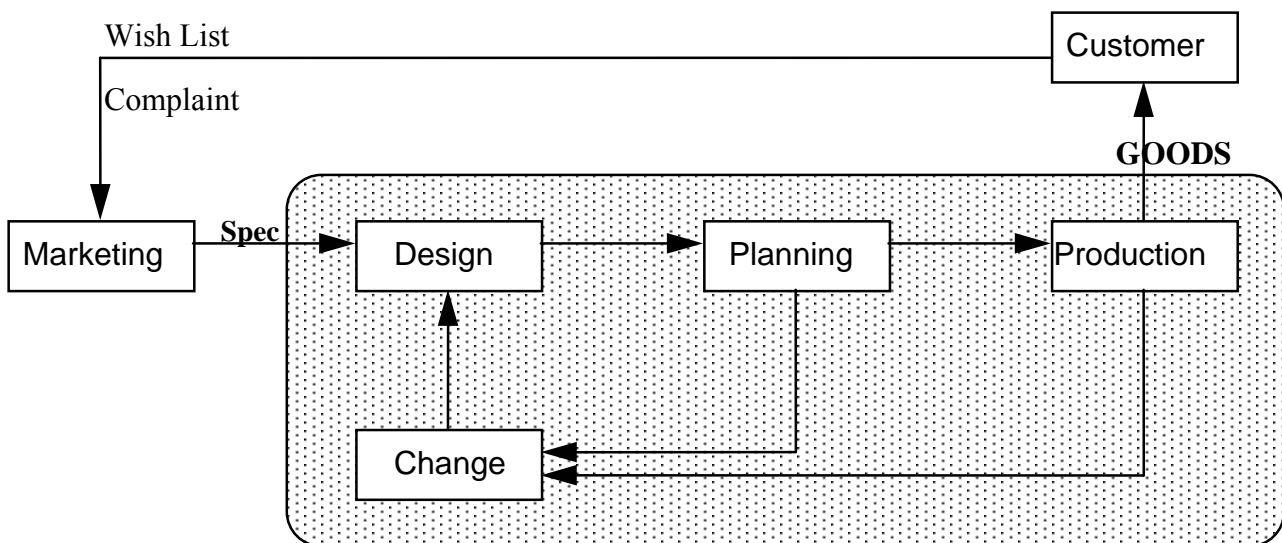 Wish List
Customer
Complaint
GOODS
Marketing
Spec
Design
Planning
Production
Change